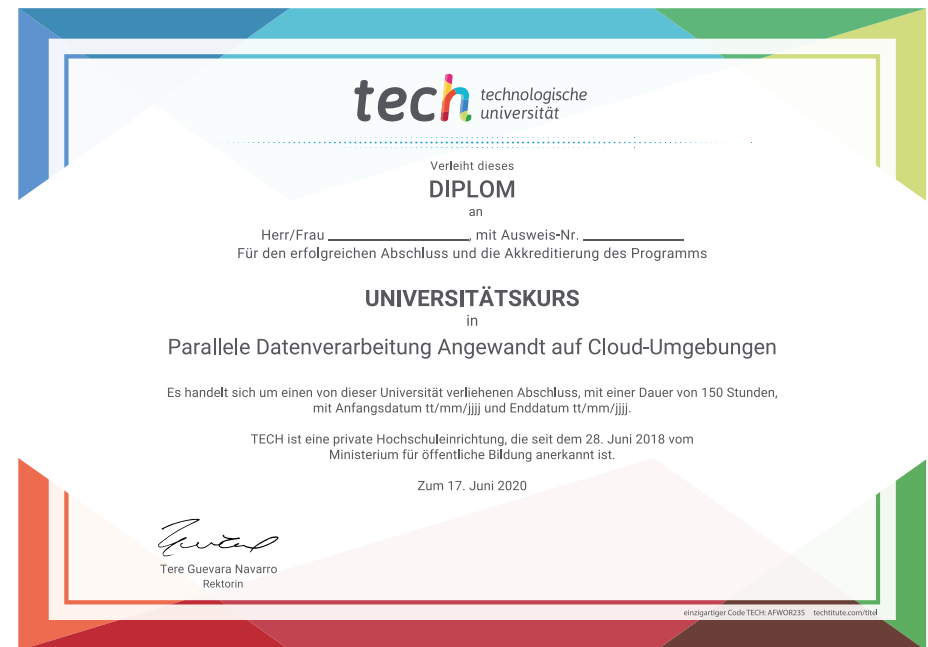 tech technologische
universität
Verleiht dieses
DIPLOM
an
Herr/Frau ____________________, mit Ausweis-Nr. ______________
Für den erfolgreichen Abschluss und die Akkreditierung des Programms
UNIVERSITÄTSKURS
in
Parallele Datenverarbeitung Angewandt auf Cloud-Umgebungen
Es handelt sich um einen von dieser Universität verliehenen Abschluss, mit einer Dauer von 150 Stunden,
mit Anfangsdatum tt/mm/jjjj und Enddatum tt/mm/jjjj.
TECH ist eine private Hochschuleinrichtung, die seit dem 28. Juni 2018 vom
Ministerium für öffentliche Bildung anerkannt ist.
Zum 17. Juni 2020
Tere Guevara Navarro
Rektorin
einzigartiger Code TECH: AFWOR23S techtitute.com/titel